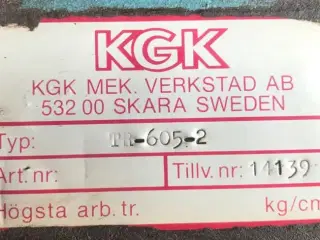 KGK
KGK MEK. VERKSTAD AB
532 00 SKARA SWEDEN
Typ: TR-605-2
Art.nr: Tillv. nr: 14139
Högsta arb. tr. kg/cm